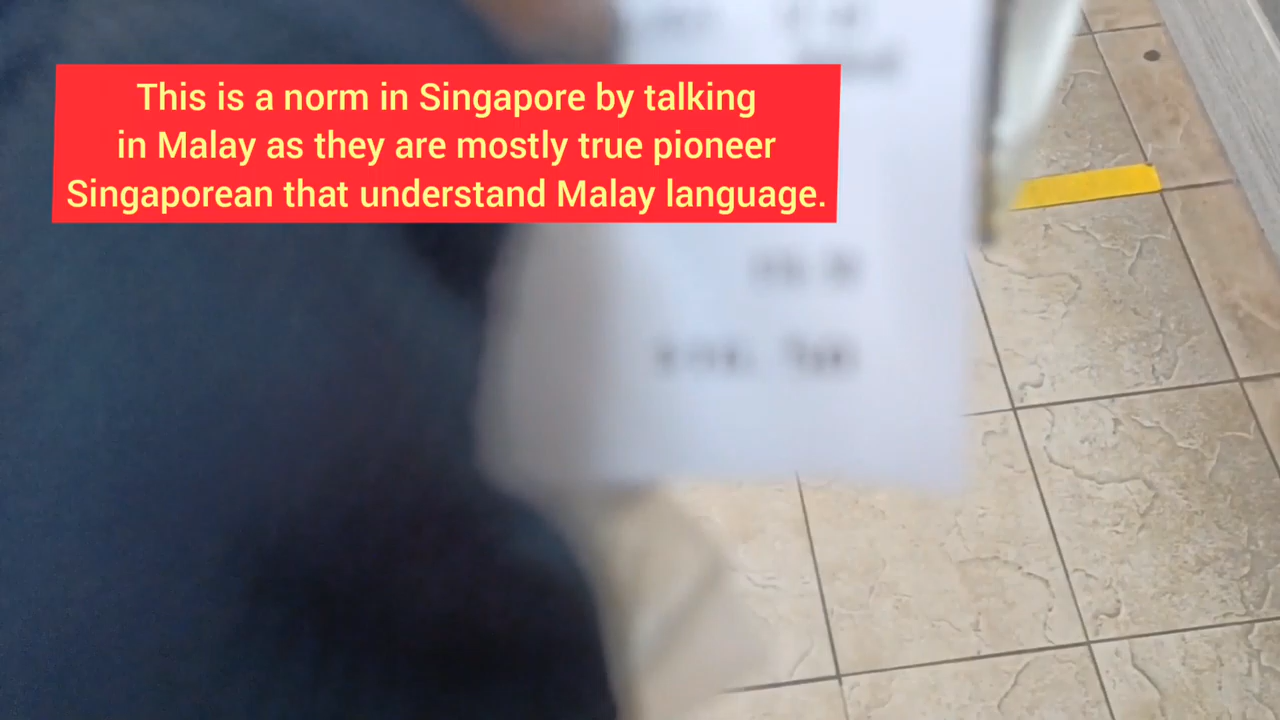 This is a norm in Singapore by talking
in Malay as they are mostly true pioneer
Singaporean that understand Malay language.